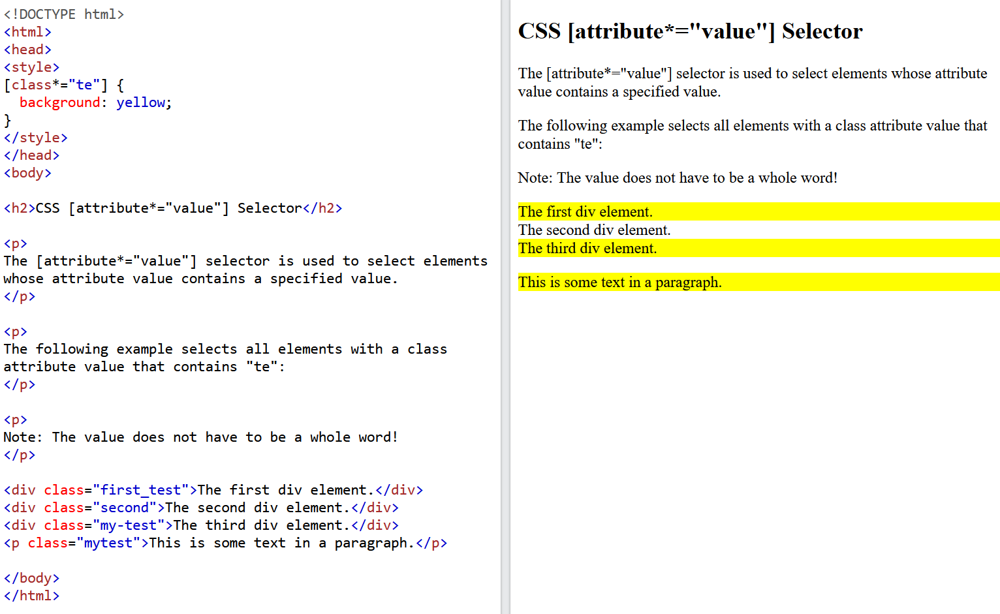 <!DOCTYPE html>
<html>
<head>
<style>
[class*="te"] {
  background: yellow;
}
</style>
</head>
<body>
<h2>CSS [attribute*="value"] Selector</h2>
<p>
The [attribute*="value"] selector is used to select elements
whose attribute value contains a specified value.
</p>
<p>
The following example selects all elements with a class
attribute value that contains "te":
</p>
<p>
Note: The value does not have to be a whole word!
</p>
<div class="first_test">The first div element.</div>
<div class="second">The second div element.</div>
<div class="my-test">The third div element.</div>
<p class="mytest">This is some text in a paragraph.</p>
</body>
</html>
CSS [attribute*="value"] Selector
The [attribute*="value"] selector is used to select elements whose attribute
value contains a specified value.
The following example selects all elements with a class attribute value that
contains "te":
Note: The value does not have to be a whole word!
The first div element.
The second div element.
The third div element.
This is some text in a paragraph.